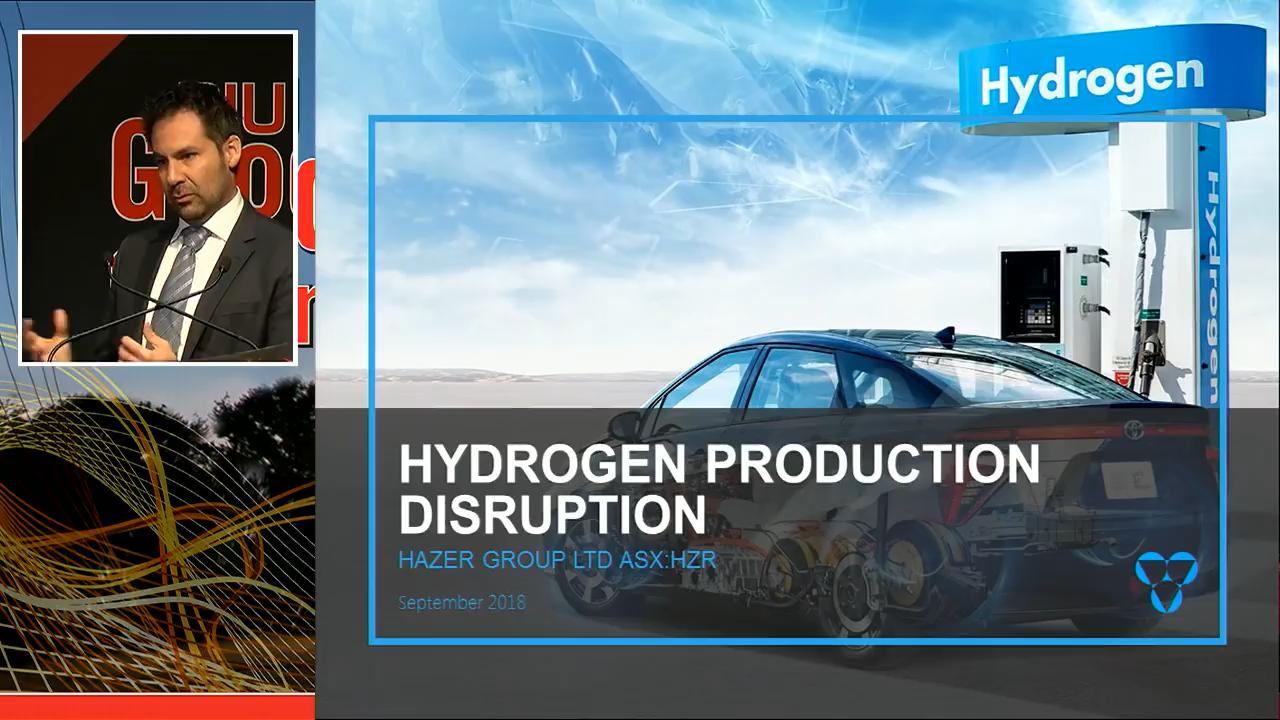 Hydrogen
Hydrogen
HYDROGEN PRODUCTION
DISRUPTION
HAZER GROUP LTD ASX:HZR
September 2018